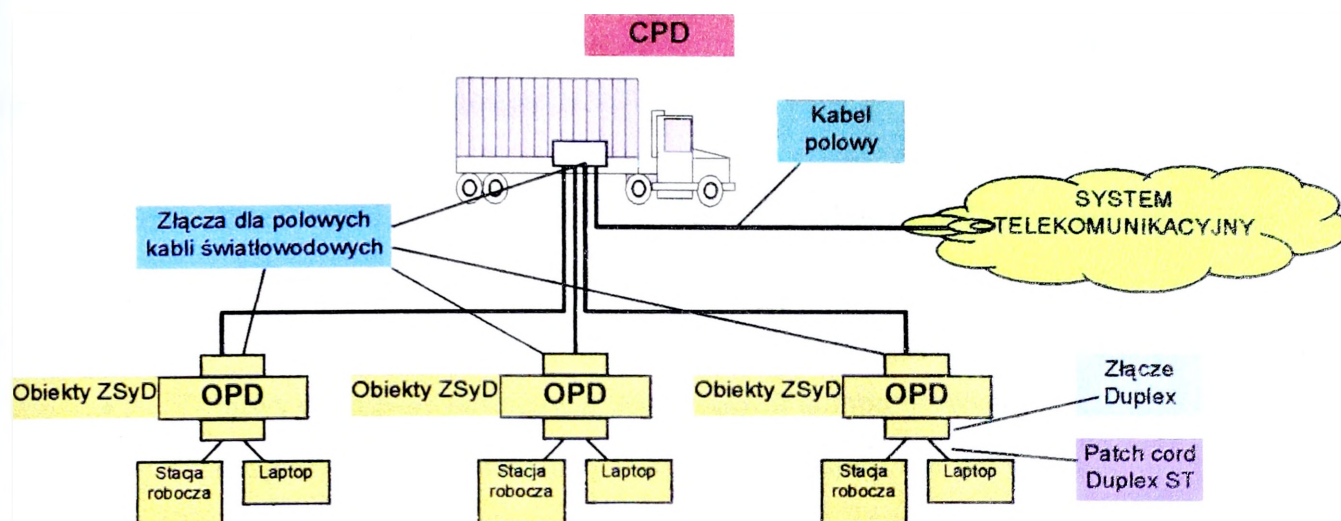 CPD
Kabel
polowy
SYSTEM
TELEKOMUNIKACYJNY
Złącza dla polowych
kabli światłowodowych
Obiekty ZSyD
OPD
Obiekty ZSyD
OPD
Obiekty ZSyD
OPD
Złącze
Duplex
Stacja
robocza
Laptop
Stacja
robocza
Laptop
Stacja
robocza
Laptop
Patch cord
Duplex ST